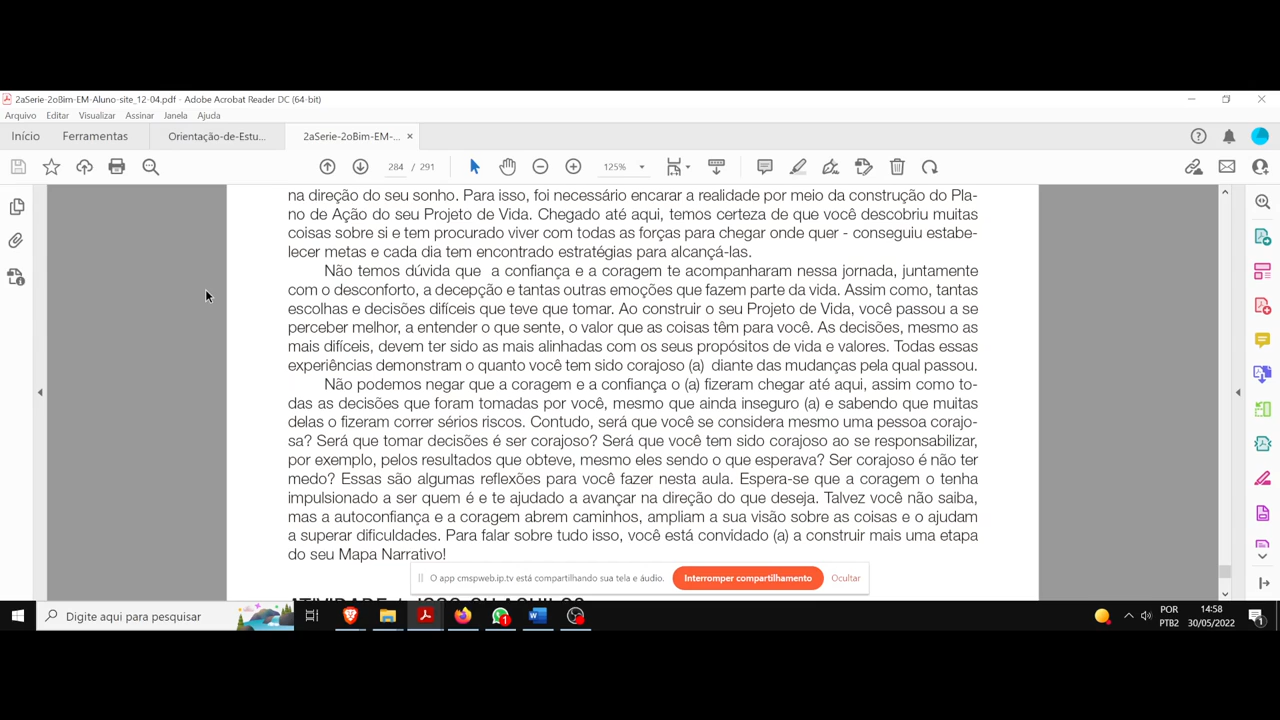 2aSerie-2oBim-EM-Aluno-site_12-04.pdf - Adobe Acrobat Reader DC (64-bit)
Arquivo Editar Visualizar Assinar Janela Ajuda
Início Ferramentas Orientação-de-Estu... 2aSerie-2oBim-EM-... ×
284 / 291 125%
na direção do seu sonho. Para isso, foi necessário encarar a realidade por meio da construção do Pla-
no de Ação do seu Projeto de Vida. Chegado até aqui, temos certeza de que você descobriu muitas
coisas sobre si e tem procurado viver com todas as forças para chegar onde quer - conseguiu estabe-
lecer metas e cada dia tem encontrado estratégias para alcançá-las.
Não temos dúvida que a confiança e a coragem te acompanharam nessa jornada, juntamente
com o desconforto, a decepção e tantas outras emoções que fazem parte da vida. Assim como, tantas
escolhas e decisões difíceis que teve que tomar. Ao construir o seu Projeto de Vida, você passou a se
perceber melhor, a entender o que sente, o valor que as coisas têm para você. As decisões, mesmo as
mais difíceis, devem ter sido as mais alinhadas com os seus propósitos de vida e valores. Todas essas
experiências demonstram o quanto você tem sido corajoso (a) diante das mudanças pela qual passou.
Não podemos negar que a coragem e a confiança o (a) fizeram chegar até aqui, assim como to-
das as decisões que foram tomadas por você, mesmo que ainda inseguro (a) e sabendo que muitas
delas o fizeram correr sérios riscos. Contudo, será que você se considera mesmo uma pessoa corajo-
sa? Será que tomar decisões é ser corajoso? Será que você tem sido corajoso ao se responsabilizar,
por exemplo, pelos resultados que obteve, mesmo eles sendo o que esperava? Ser corajoso é não ter
medo? Essas são algumas reflexões para você fazer nesta aula. Espera-se que a coragem o tenha
impulsionado a ser quem é e te ajudado a avançar na direção do que deseja. Talvez você não saiba,
mas a autoconfiança e a coragem abrem caminhos, ampliam a sua visão sobre as coisas e o ajudam
a superar dificuldades. Para falar sobre tudo isso, você está convidado (a) a construir mais uma etapa
do seu Mapa Narrativo!
O app cmspweb.ip.tv está compartilhando sua tela e áudio. Interromper compartilhamento Ocultar
Digite aqui para pesquisar
1
POR
PTB2
14:58
30/05/2022
1